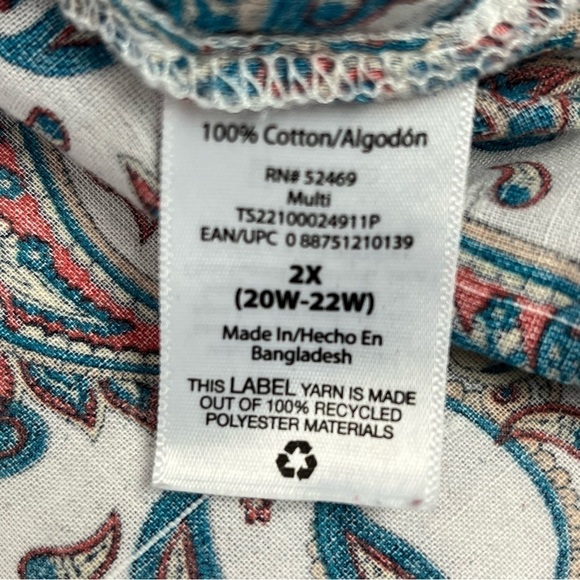 100% Cotton/Algodón
RN# 52469
Multi
TS22100024911P
EAN/UPC 0 88751210139
2X
(20W-22W)
Made In/Hecho En
Bangladesh
THIS LABEL YARN IS MADE
OUT OF 100% RECYCLED
POLYESTER MATERIALS